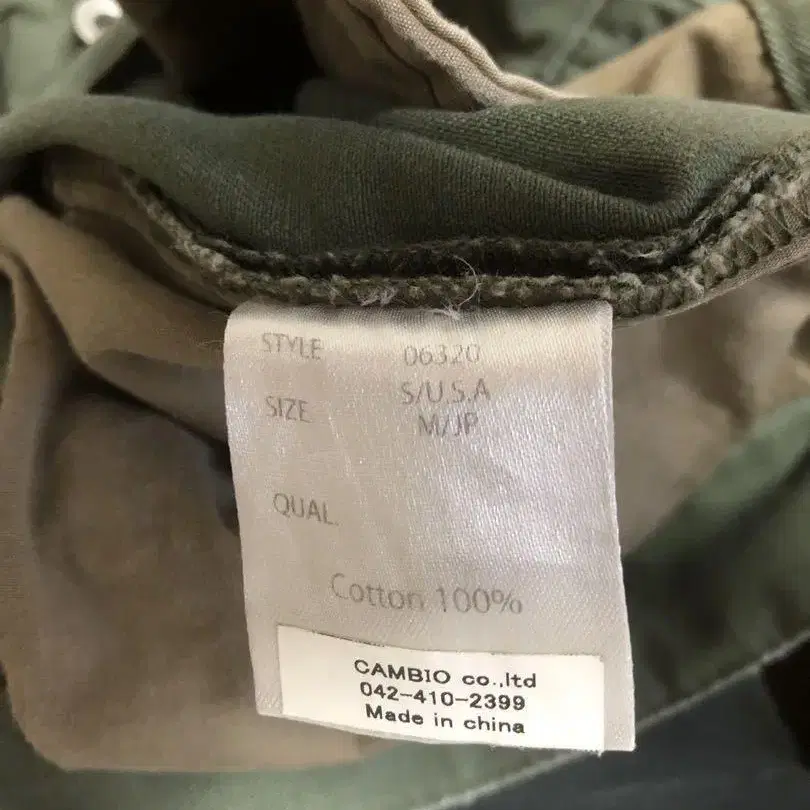 STYLE 06320
SIZE S/U.S.A
M/JP
QUAL.
Cotton 100%
CAMBIO co.,ltd
042-410-2399
Made in china